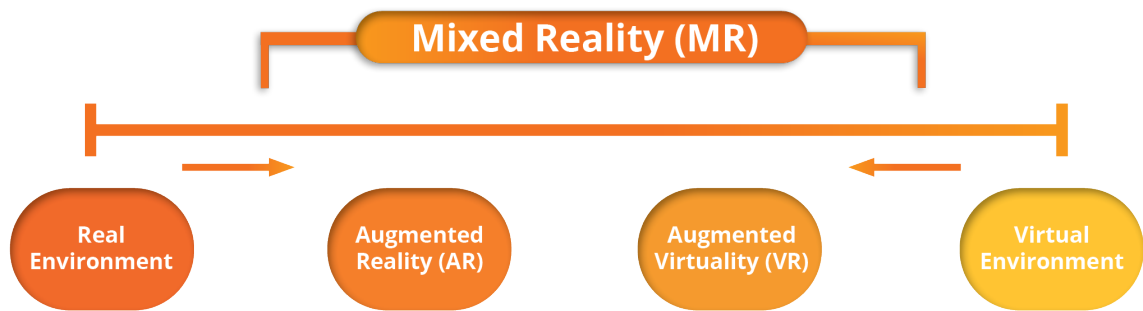 Mixed Reality (MR)
Real
Environment
Augmented
Reality (AR)
Augmented
Virtuality (VR)
Virtual
Environment